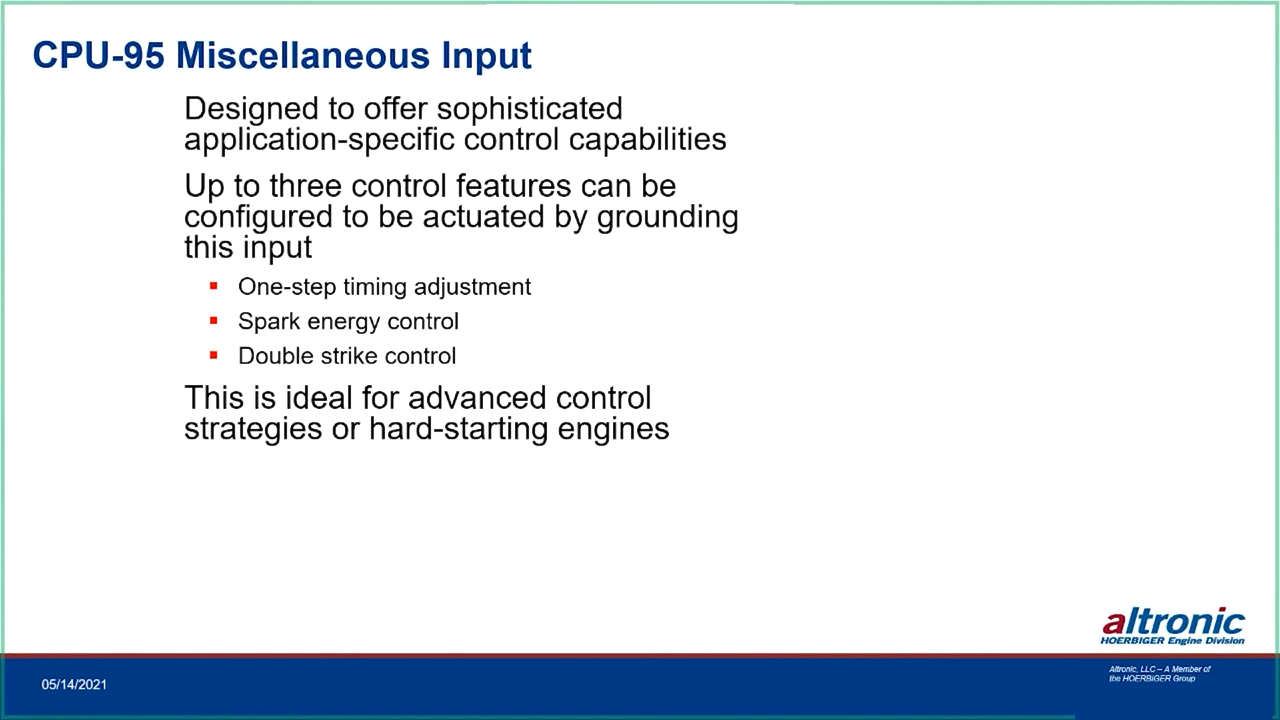 CPU-95 Miscellaneous Input
Designed to offer sophisticated
application-specific control capabilities
Up to three control features can be
configured to be actuated by grounding
this input
One-step timing adjustment
Spark energy control
Double strike control
This is ideal for advanced control
strategies or hard-starting engines
altronic
HOERBIGER Engine Division
Altronic, LLC – A Member of
the HOERBIGER Group
05/14/2021